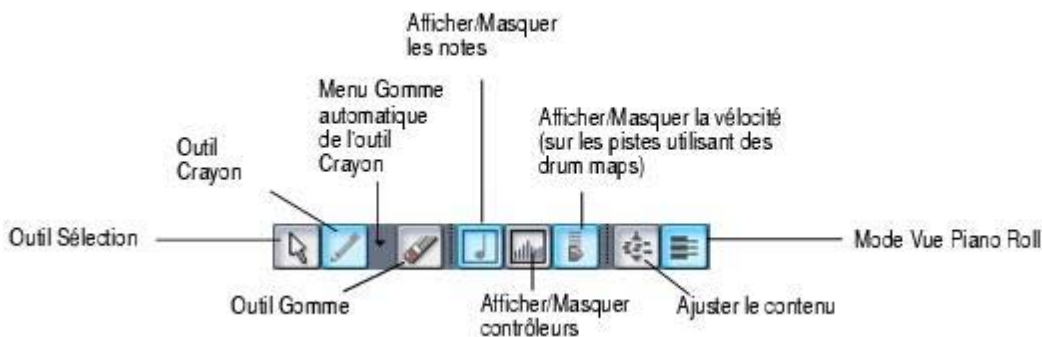 Afficher/Masquer
les notes
Menu Gomme
automatique
de l'outil
Crayon
Afficher/Masquer la vélocité
(sur les pistes utilisant des
drum maps)
Outil
Crayon
Outil Sélection
Mode Vue Piano Roll
Outil Gomme
Afficher/Masquer
contrôleurs
Ajuster le contenu